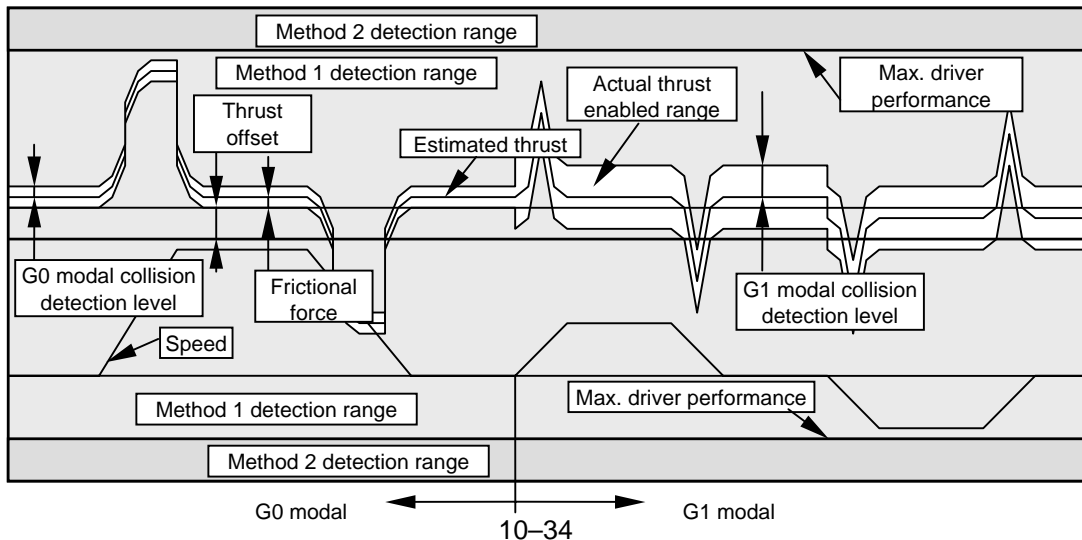 Method 2 detection range
Method 1 detection range
Max. driver
performance
Actual thrust
enabled range
Thrust
offset
Estimated thrust
G0 modal collision
detection level
Frictional
force
G1 modal collision
detection level
Speed
Max. driver performance
Method 1 detection range
Method 2 detection range
G0 modal
G1 modal
10–34